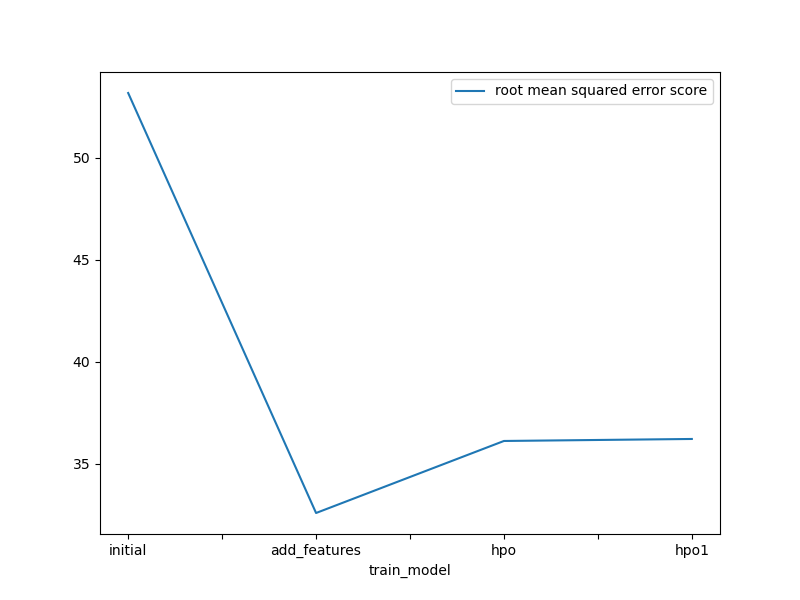 root mean squared error score
50
45
40
35
initial add_features hpo hpo1
train_model